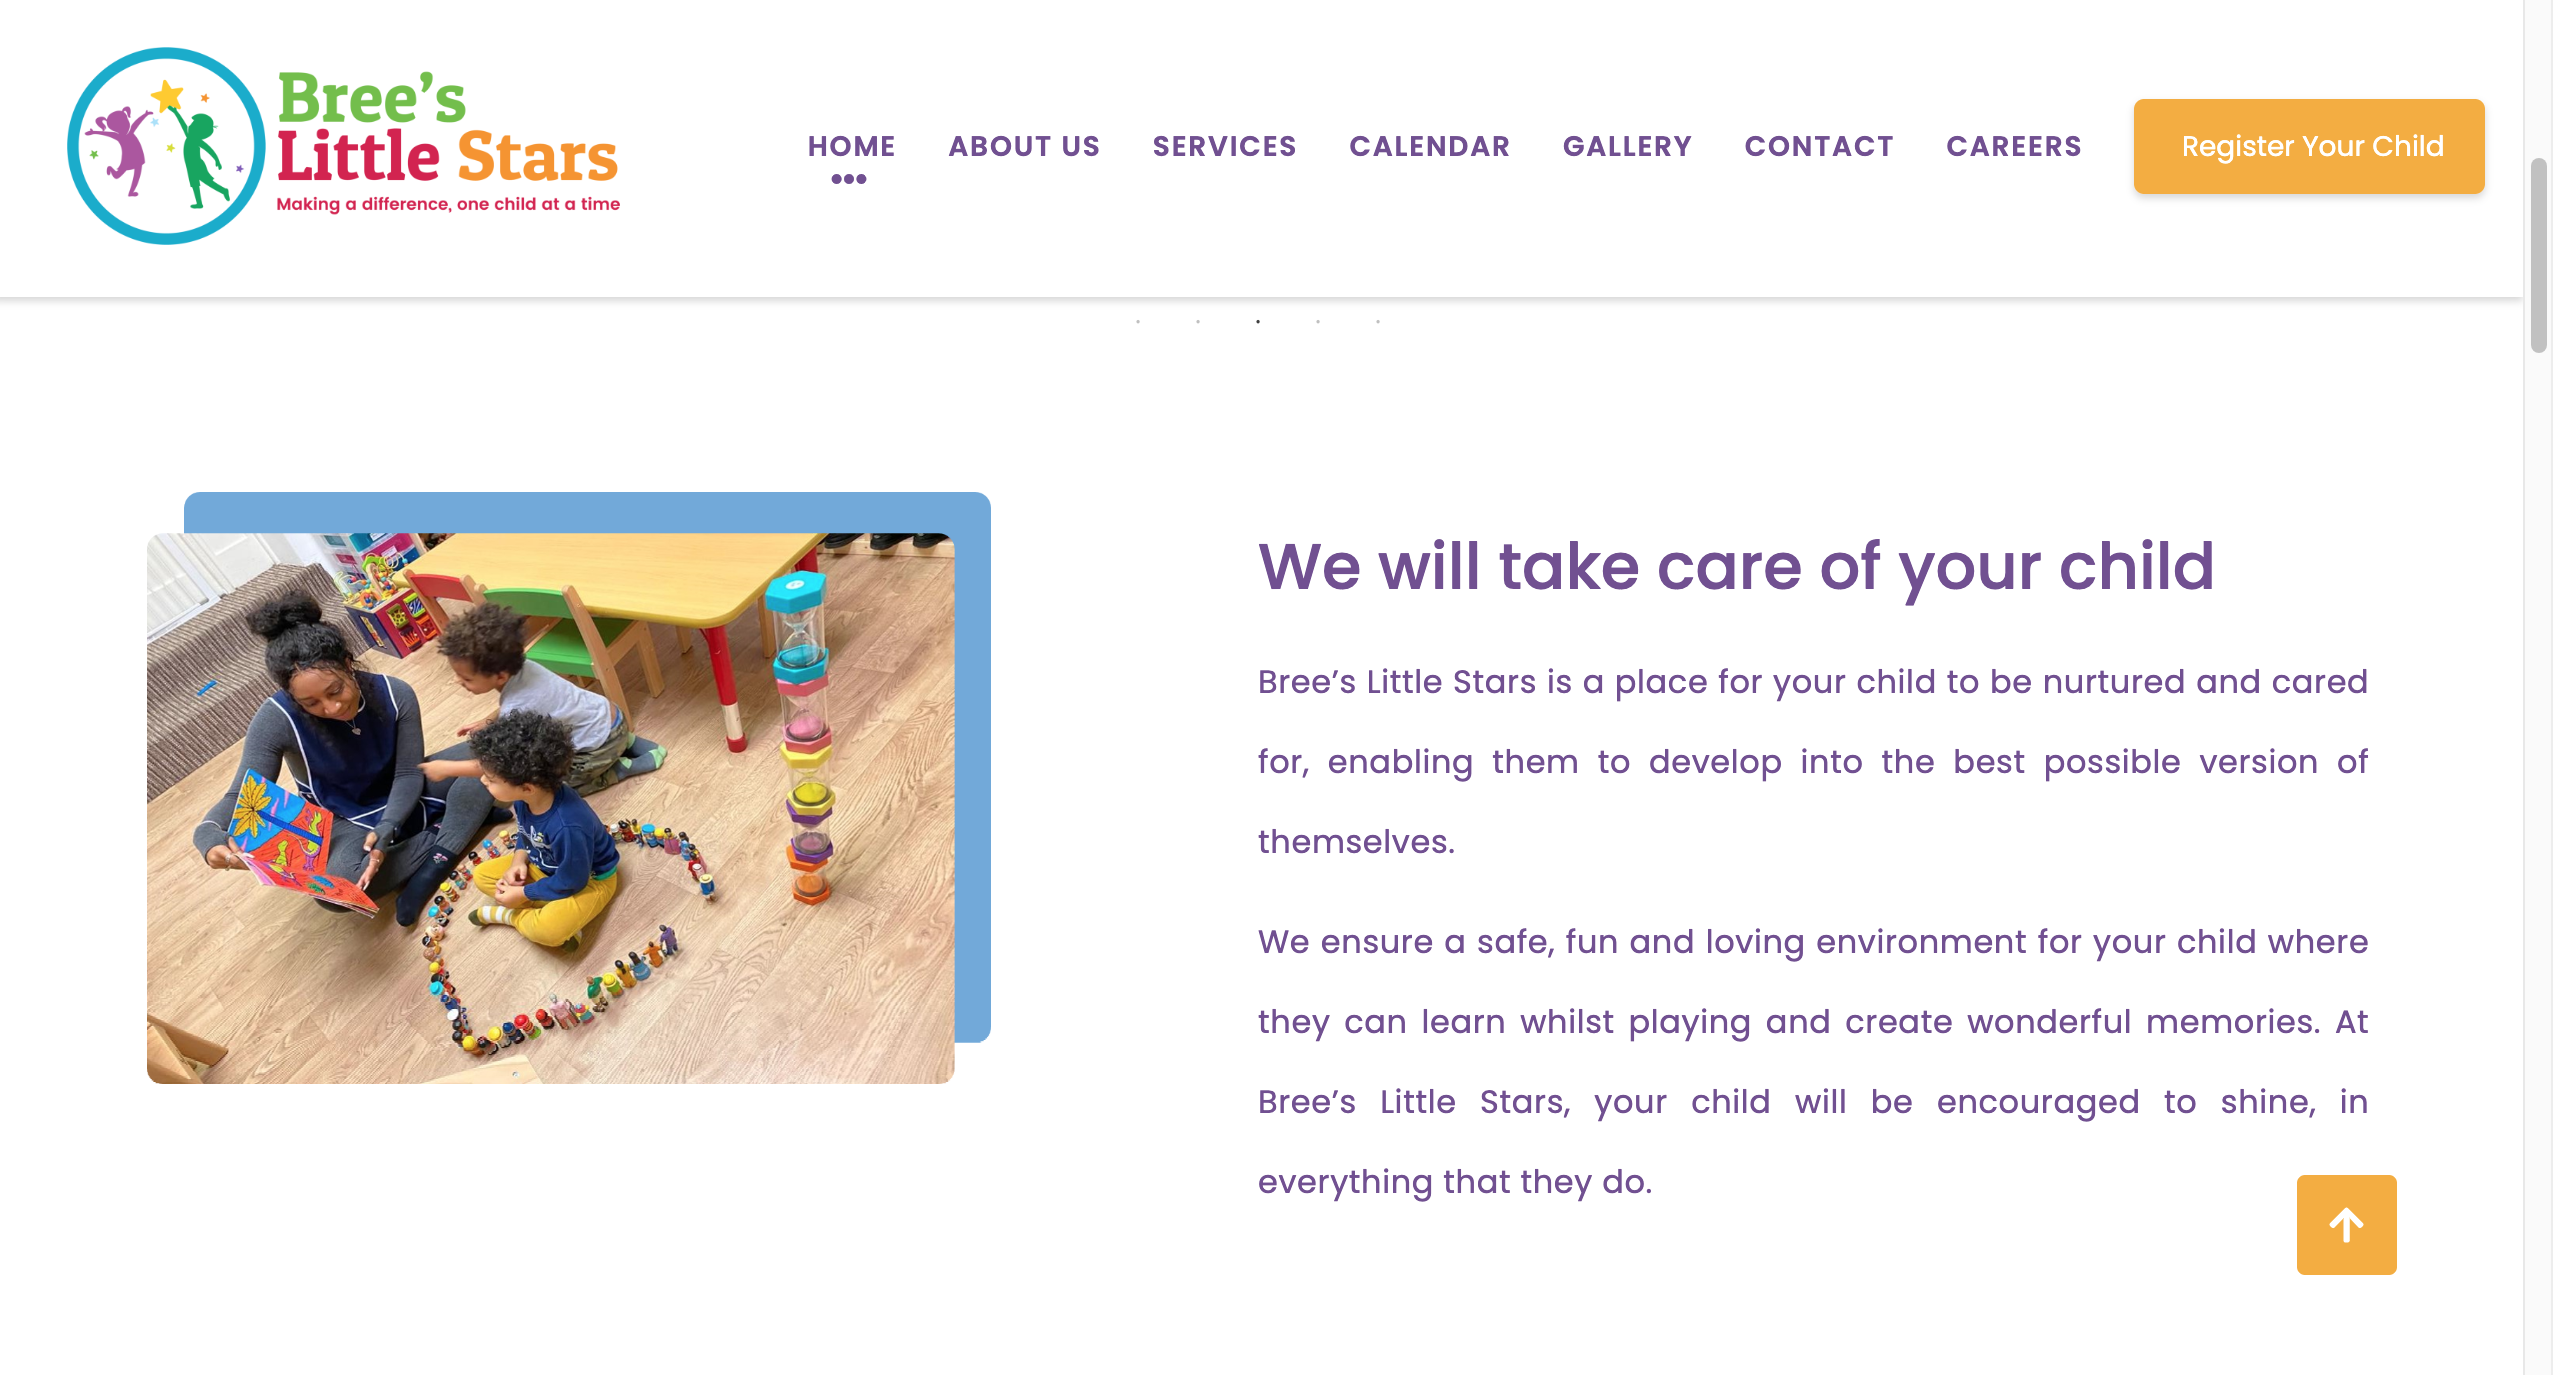 Bree's
Little Stars
Making a difference, one child at a time
HOME
ABOUT US
SERVICES
CALENDAR
GALLERY
CONTACT
CAREERS
Register Your Child
We will take care of your child
Bree's Little Stars is a place for your child to be nurtured and cared
for, enabling them to develop into the best possible version of
themselves.
We ensure a safe, fun and loving environment for your child where
they can learn whilst playing and create wonderful memories. At
Bree's Little Stars, your child will be encouraged to shine, in
everything that they do.